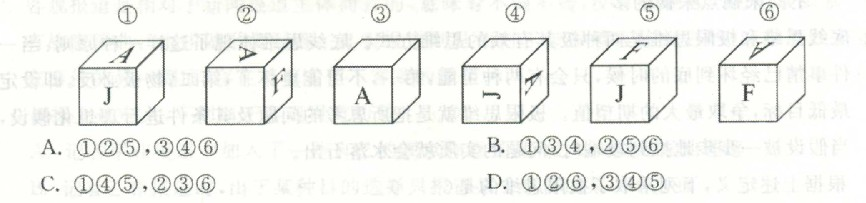 ① ② ③ ④ ⑤ ⑥
A F A
J A J J F
A. ①②⑤,③④⑥ B. ①③④,②⑤⑥
C. ①④⑤,②③⑥ D. ①②⑥,③④⑤